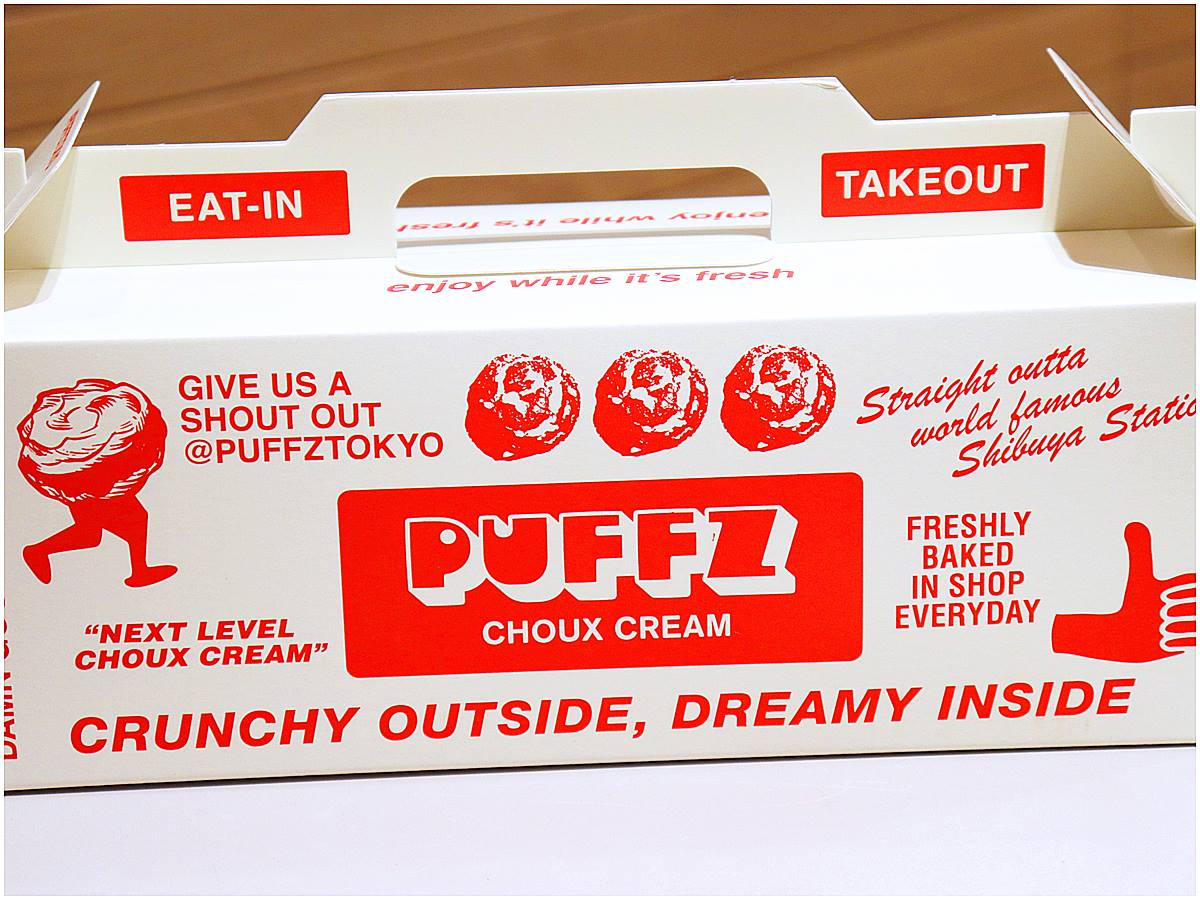 EAT-IN
TAKEOUT
enjoy while it's fresh
enjoy while it's fresh
GIVE US A
SHOUT OUT
@PUFFZTOKYO
Straight outta
world famous
Shibuya Statio
PUFFZ
CHOUX CREAM
FRESHLY
BAKED
IN SHOP
EVERYDAY
“NEXT LEVEL
CHOUX CREAM”
DAMN
CRUNCHY OUTSIDE, DREAMY INSIDE